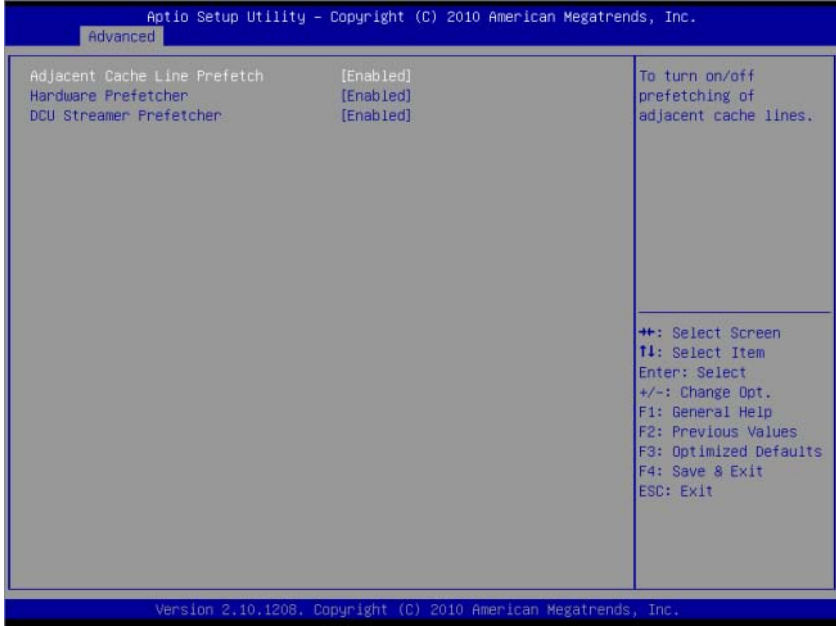 Aptio Setup Utility – Copyright (C) 2010 American Megatrends, Inc.
Advanced
Adjacent Cache Line Prefetch [Enabled]
Hardware Prefetcher [Enabled]
DCU Streamer Prefetcher [Enabled]
To turn on/off
prefetching of
adjacent cache lines.
→←: Select Screen
↑↓: Select Item
Enter: Select
+/-: Change Opt.
F1: General Help
F2: Previous Values
F3: Optimized Defaults
F4: Save & Exit
ESC: Exit
Version 2.10.1208. Copyright (C) 2010 American Megatrends, Inc.